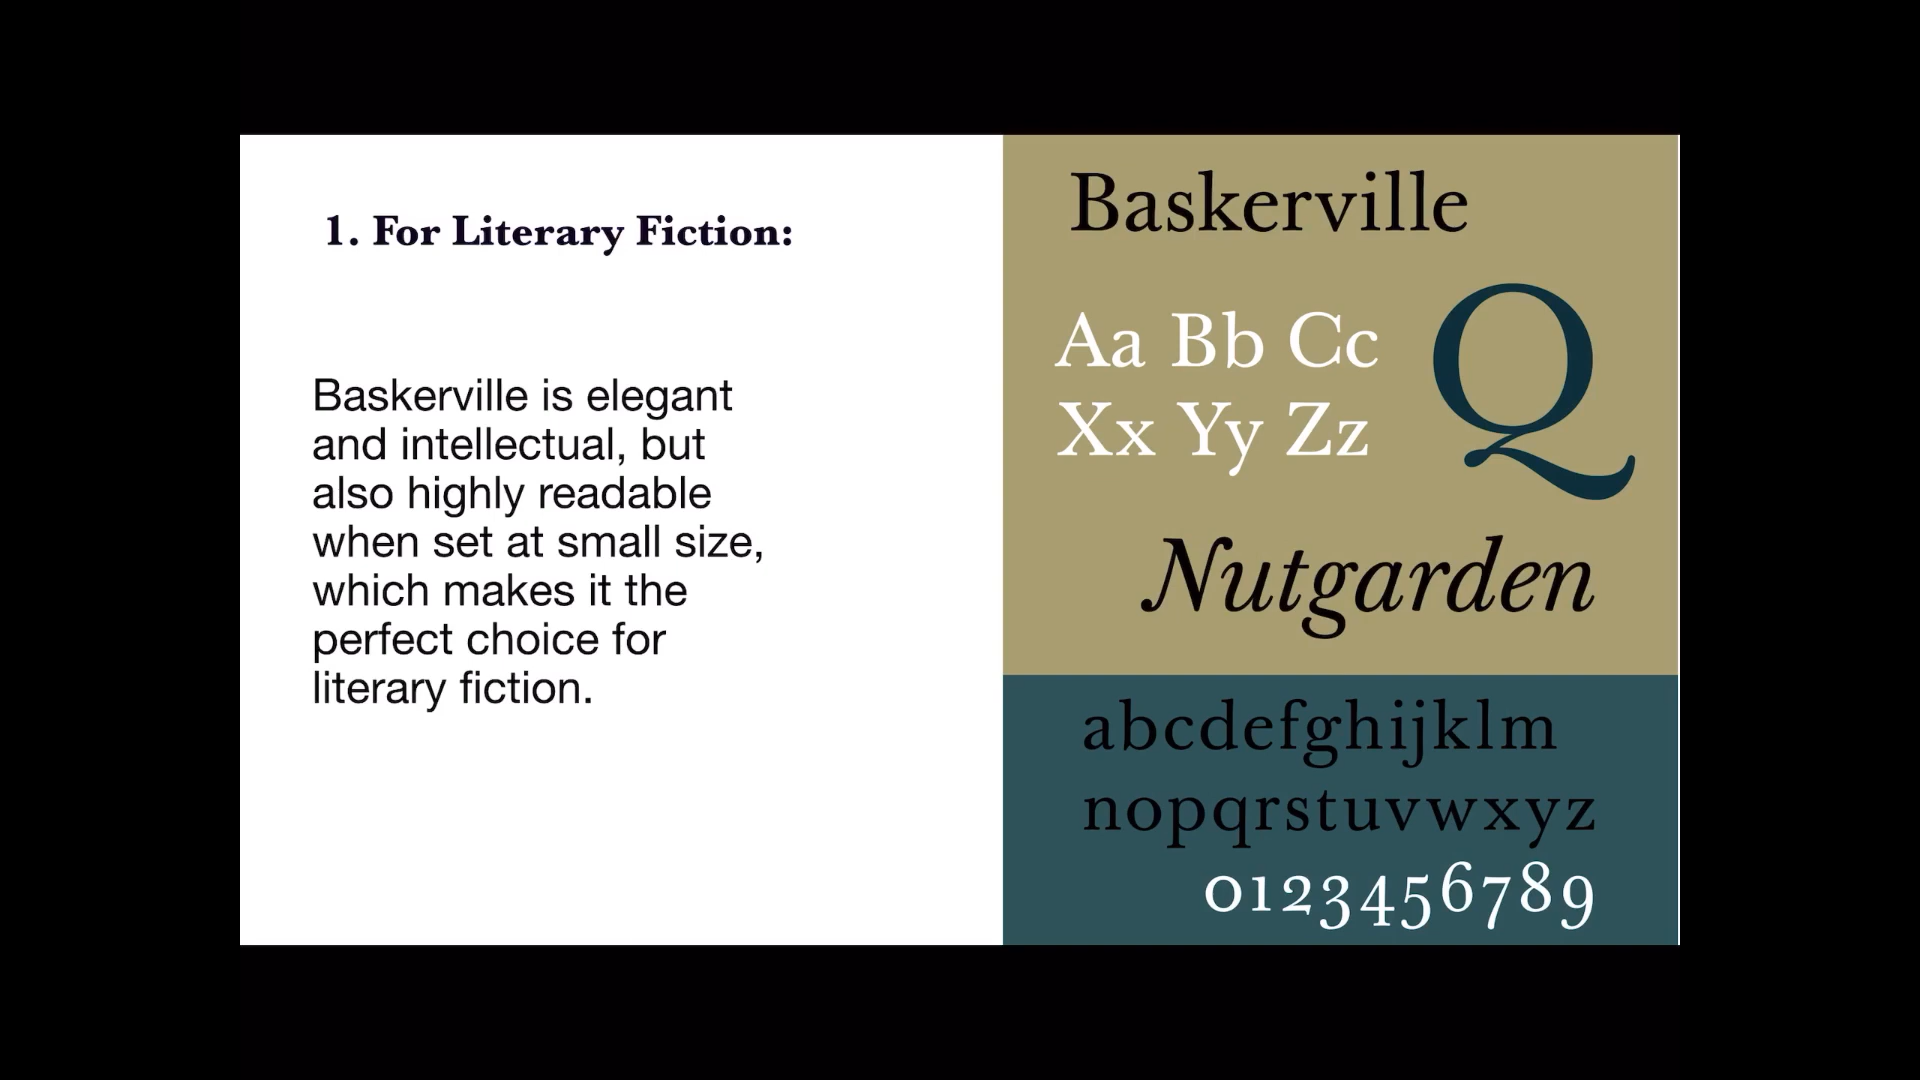 1. For Literary Fiction:
Baskerville is elegant
and intellectual, but
also highly readable
when set at small size,
which makes it the
perfect choice for
literary fiction.
Baskerville
Aa Bb Cc
Xx Yy Zz
Q
Nutgarden
abcdefghijklm
nopqrstuvwxyz
0123456789